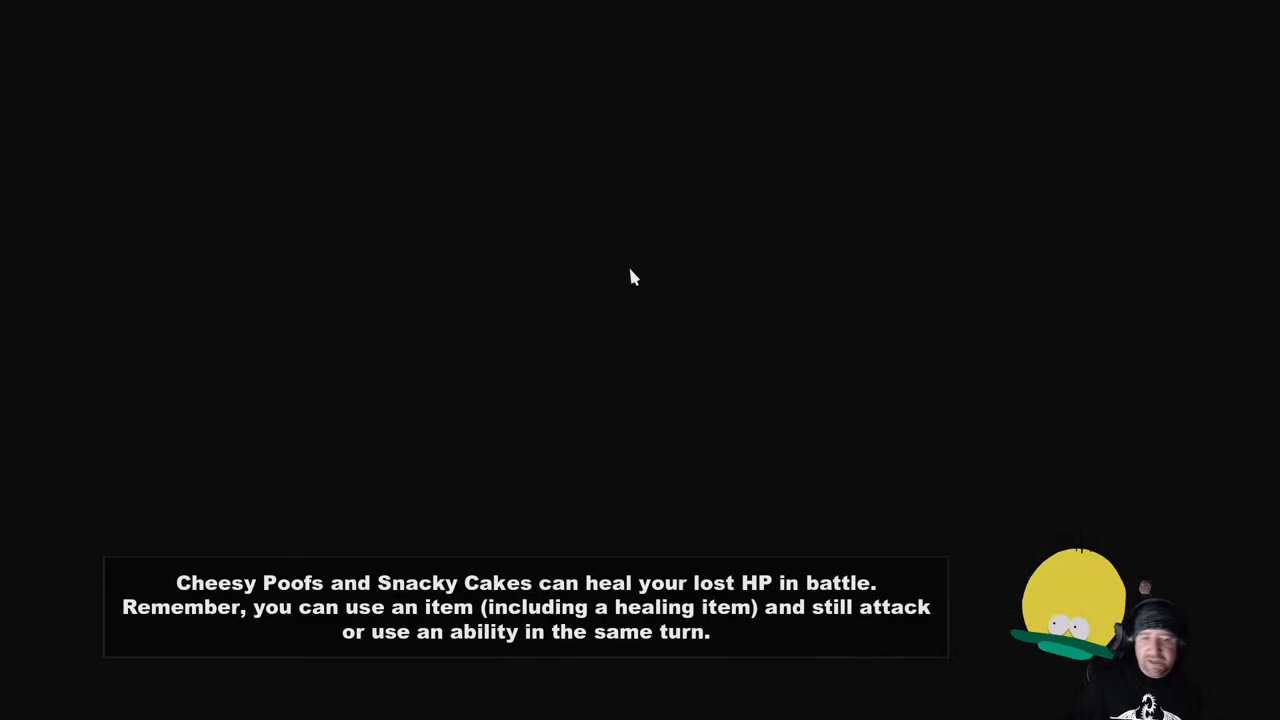 Cheesy Poofs and Snacky Cakes can heal your lost HP in battle.
Remember, you can use an item (including a healing item) and still attack
or use an ability in the same turn.